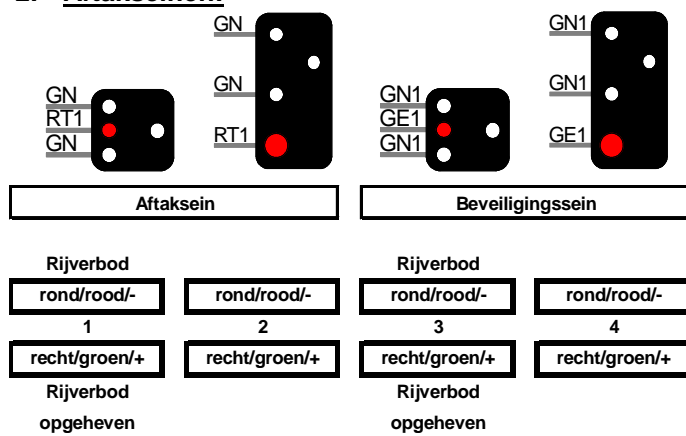 GN
GN
RT1
GN
RT1
GN
GN1
GE1
GN1
GN1
GN1
GE1
Aftaksein
Beveiligingssein
Rijverbod
Rijverbod
rond/rood/-
rond/rood/-
rond/rood/-
rond/rood/-
1
2
3
4
recht/groen/+
recht/groen/+
recht/groen/+
recht/groen/+
Rijverbod
Rijverbod
opgeheven
opgeheven